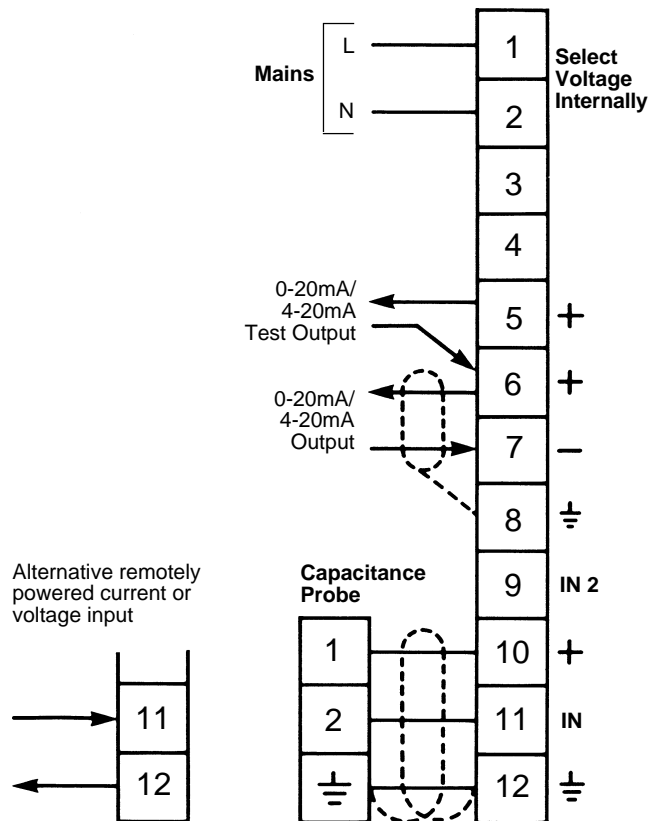 L
Mains
N
1
Select
Voltage
Internally
2
3
4
0-20mA/
4-20mA
Test Output
5 +
6 +
0-20mA/
4-20mA
Output
7 −
8
9 IN 2
Alternative remotely
powered current or
voltage input
Capacitance
Probe
1
10 +
11
2
11 IN
12
12